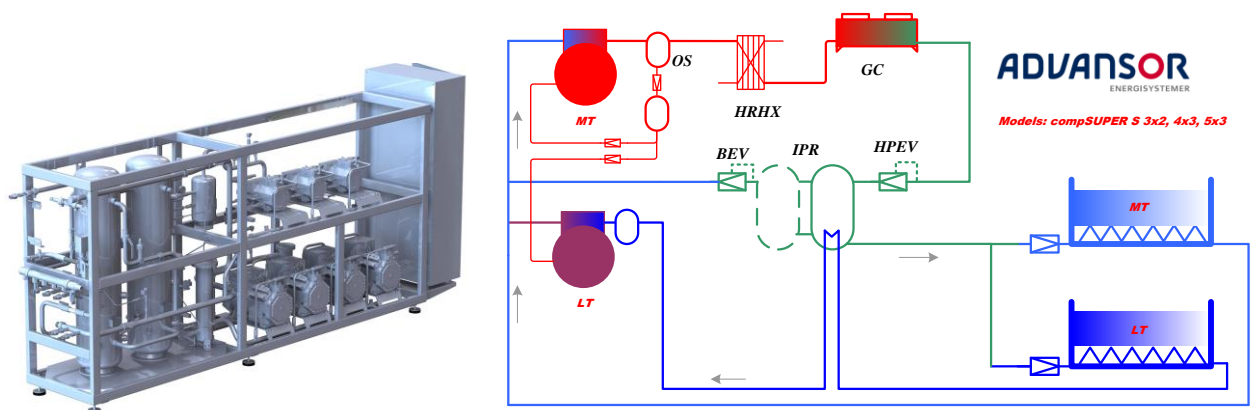 OS
HRHX
GC
MT
ADVANSOR
ENERGISYSTEMER
Models: compSUPER S 3x2, 4x3, 5x3
BEV
IPR
HPEV
MT
LT
LT